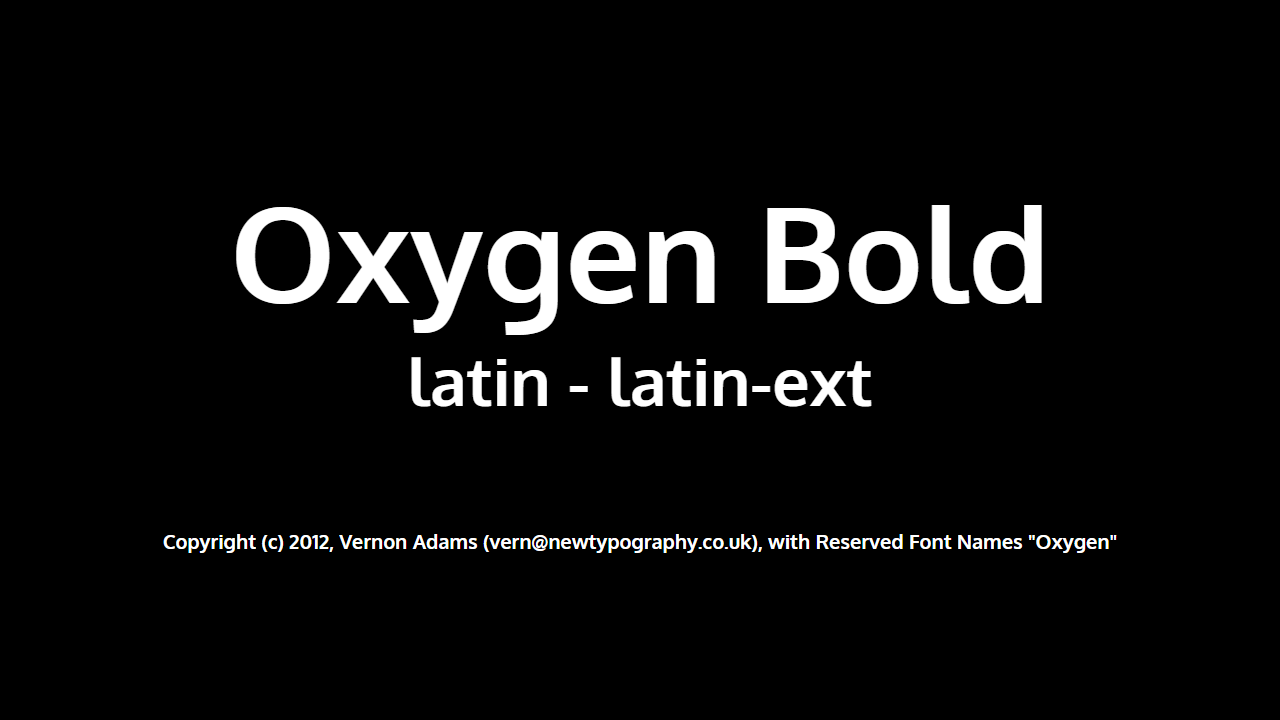 Oxygen Bold
latin - latin-ext
Copyright (c) 2012, Vernon Adams (vern@newtypography.co.uk), with Reserved Font Names "Oxygen"